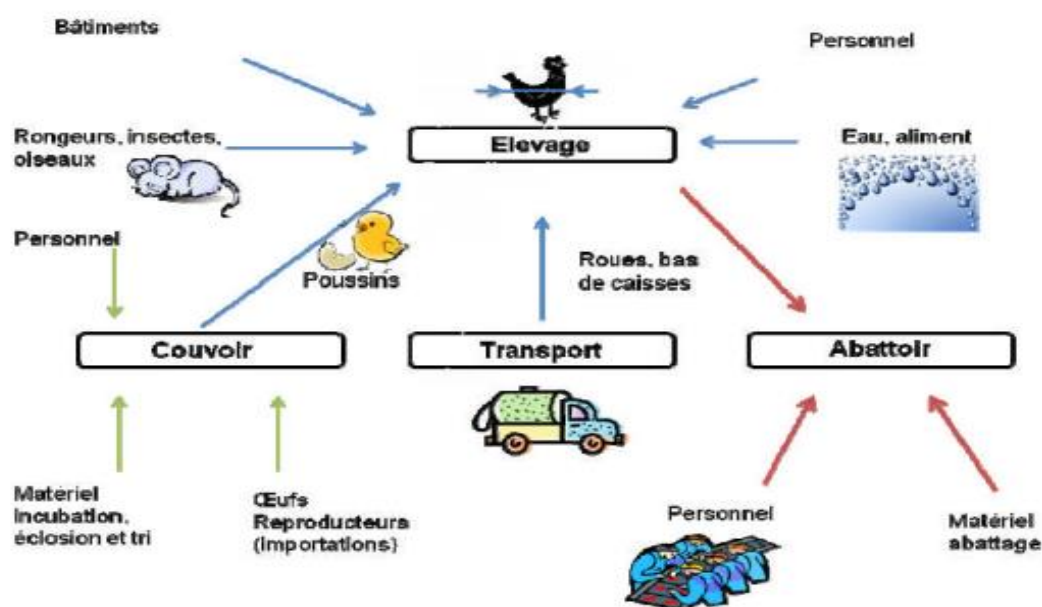 Bâtiments
Personnel
Rongeurs, insectes,
oiseaux
Elevage
Eau, aliment
Personnel
Poussins
Roues, bas
de caisses
Couvoir
Transport
Abattoir
Matériel
Incubation,
éclosion et tri
Œufs
Reproducteurs
(Importations)
Personnel
Matériel
abattage